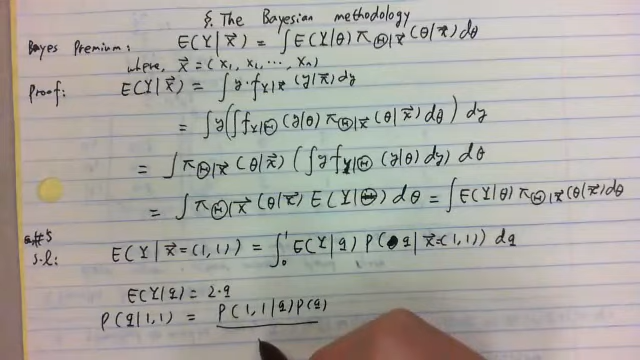 §. The Bayesian methodology
Bayes Premium: E(Y|x⃗) = ∫E(Y|θ) π_Θ|x⃗ (θ|x⃗) dθ
where, x⃗ = (x₁, x₂, ⋯, xₙ)
Proof: E(Y|x⃗) = ∫y·f_Y|x⃗ (y|x⃗) dy
= ∫y(∫f_Y|Θ (y|θ) π_Θ|x⃗ (θ|x⃗) dθ) dy
= ∫π_Θ|x⃗ (θ|x⃗) (∫y f_Y|Θ (y|θ) dy) dθ
= ∫π_Θ|x⃗ (θ|x⃗) E(Y|Θ) dθ = ∫E(Y|θ) π_Θ|x⃗ (θ|x⃗) dθ
#5
S.l: E(Y|x⃗=(1,1)) = ∫₀¹ E(Y|q) P(q|x⃗=(1,1)) dq
E(Y|q) = 2·q
P(q|1,1) = P(1,1|q)P(q)